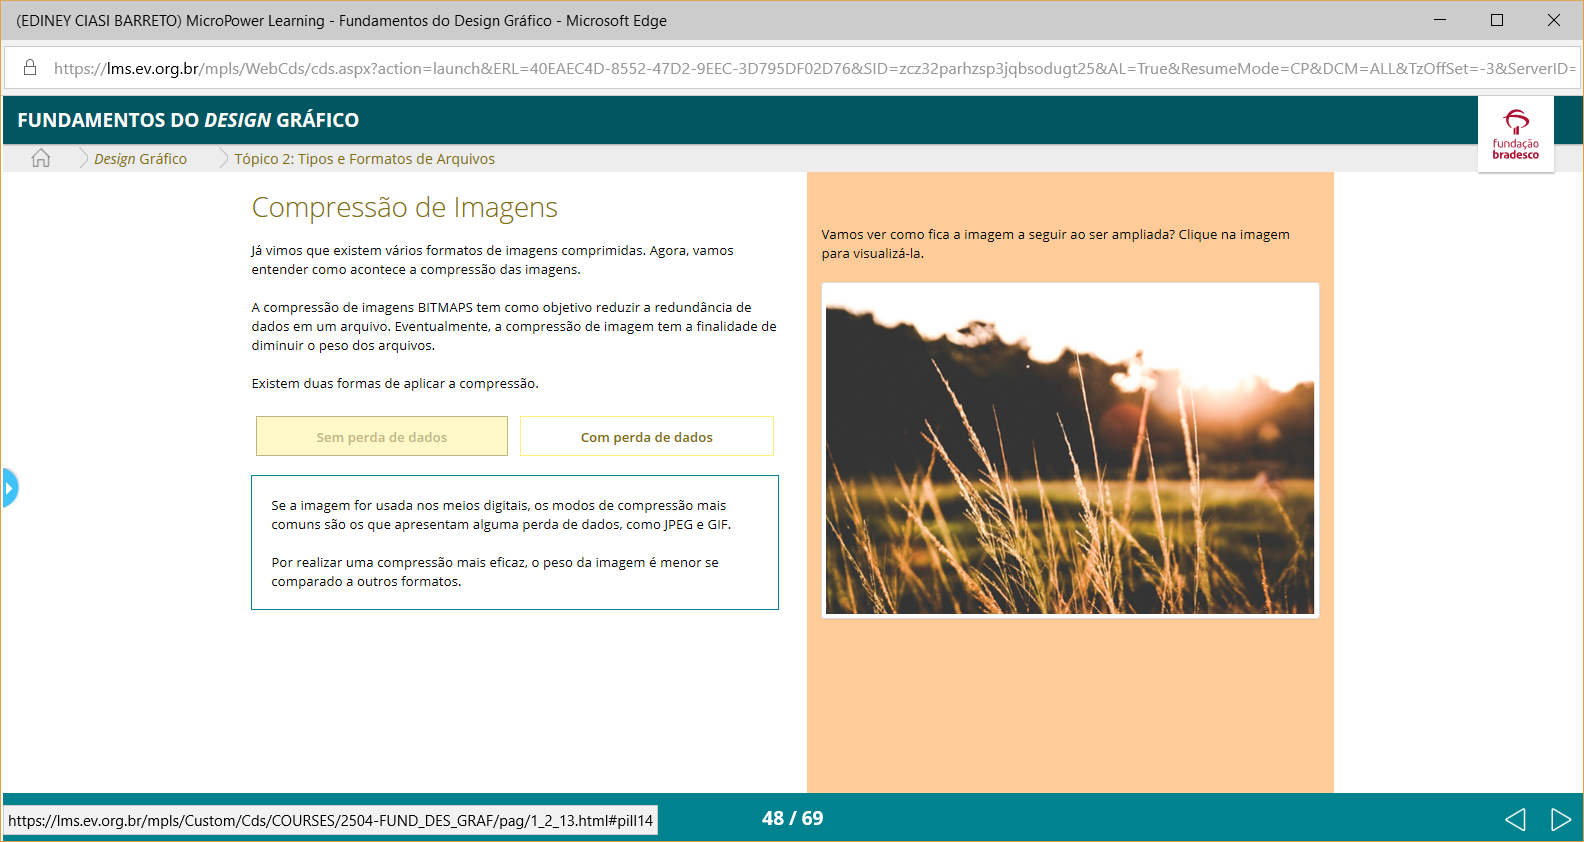 (EDINEY CIASI BARRETO) MicroPower Learning - Fundamentos do Design Gráfico - Microsoft Edge
https://lms.ev.org.br/mpls/WebCds/cds.aspx?action=launch&ERL=40EAEC4D-8552-47D2-9EEC-3D795DF02D76&SID=zcz32parhzsp3jqbsodugt25&AL=True&ResumeMode=CP&DCM=ALL&TzOffSet=-3&ServerID=
FUNDAMENTOS DO DESIGN GRÁFICO
fundação
bradesco
Design Gráfico
Tópico 2: Tipos e Formatos de Arquivos
Compressão de Imagens
Já vimos que existem vários formatos de imagens comprimidas. Agora, vamos
entender como acontece a compressão das imagens.
A compressão de imagens BITMAPS tem como objetivo reduzir a redundância de
dados em um arquivo. Eventualmente, a compressão de imagem tem a finalidade de
diminuir o peso dos arquivos.
Existem duas formas de aplicar a compressão.
Sem perda de dados
Com perda de dados
Se a imagem for usada nos meios digitais, os modos de compressão mais
comuns são os que apresentam alguma perda de dados, como JPEG e GIF.
Por realizar uma compressão mais eficaz, o peso da imagem é menor se
comparado a outros formatos.
Vamos ver como fica a imagem a seguir ao ser ampliada? Clique na imagem
para visualizá-la.
https://lms.ev.org.br/mpls/Custom/Cds/COURSES/2504-FUND_DES_GRAF/pag/1_2_13.html#pill14
48 / 69